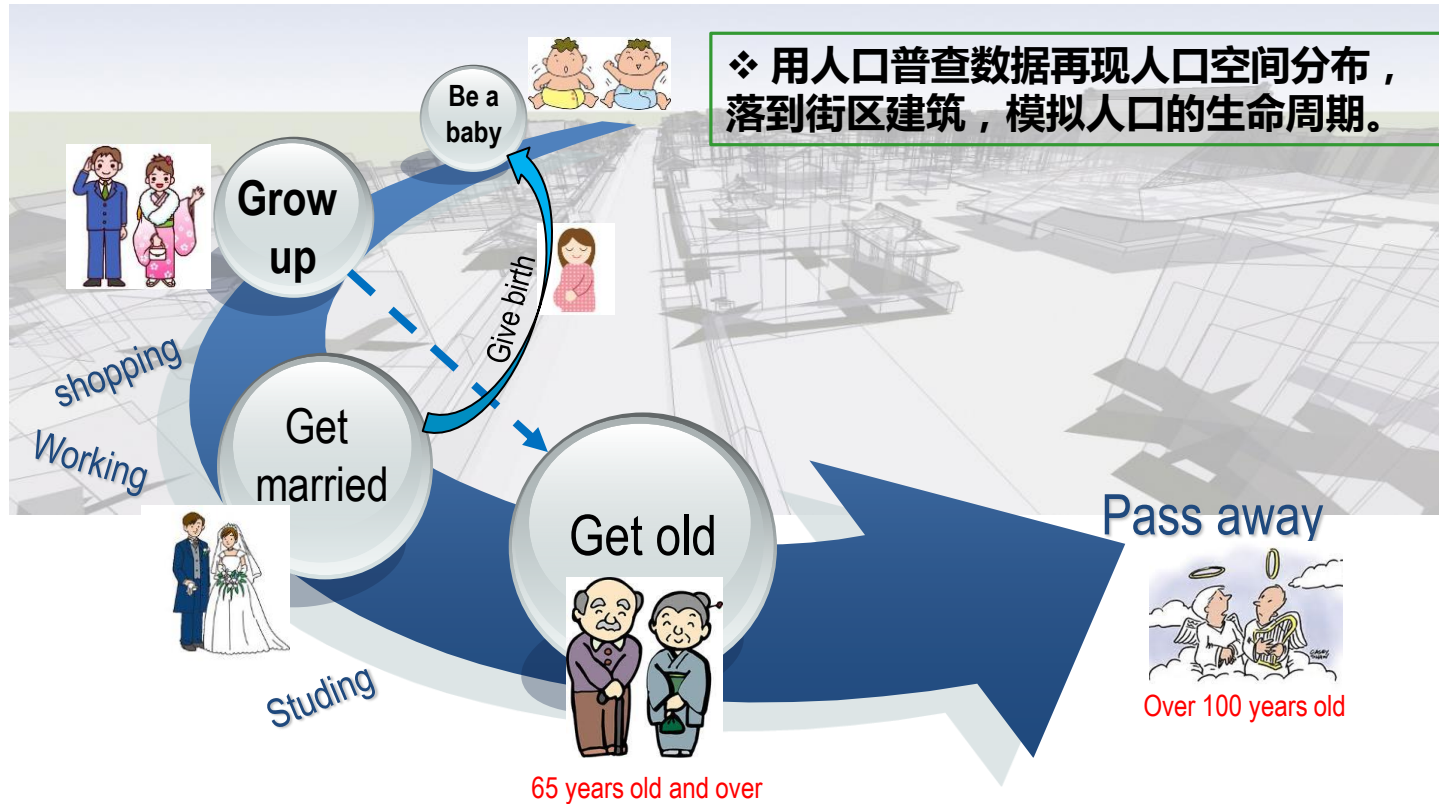 ❖ 用人口普查数据再现人口空间分布，
落到街区建筑，模拟人口的生命周期。
Be a
baby
Grow
up
Give birth
shopping
Working
Get
married
Studing
Get old
65 years old and over
Pass away
Over 100 years old